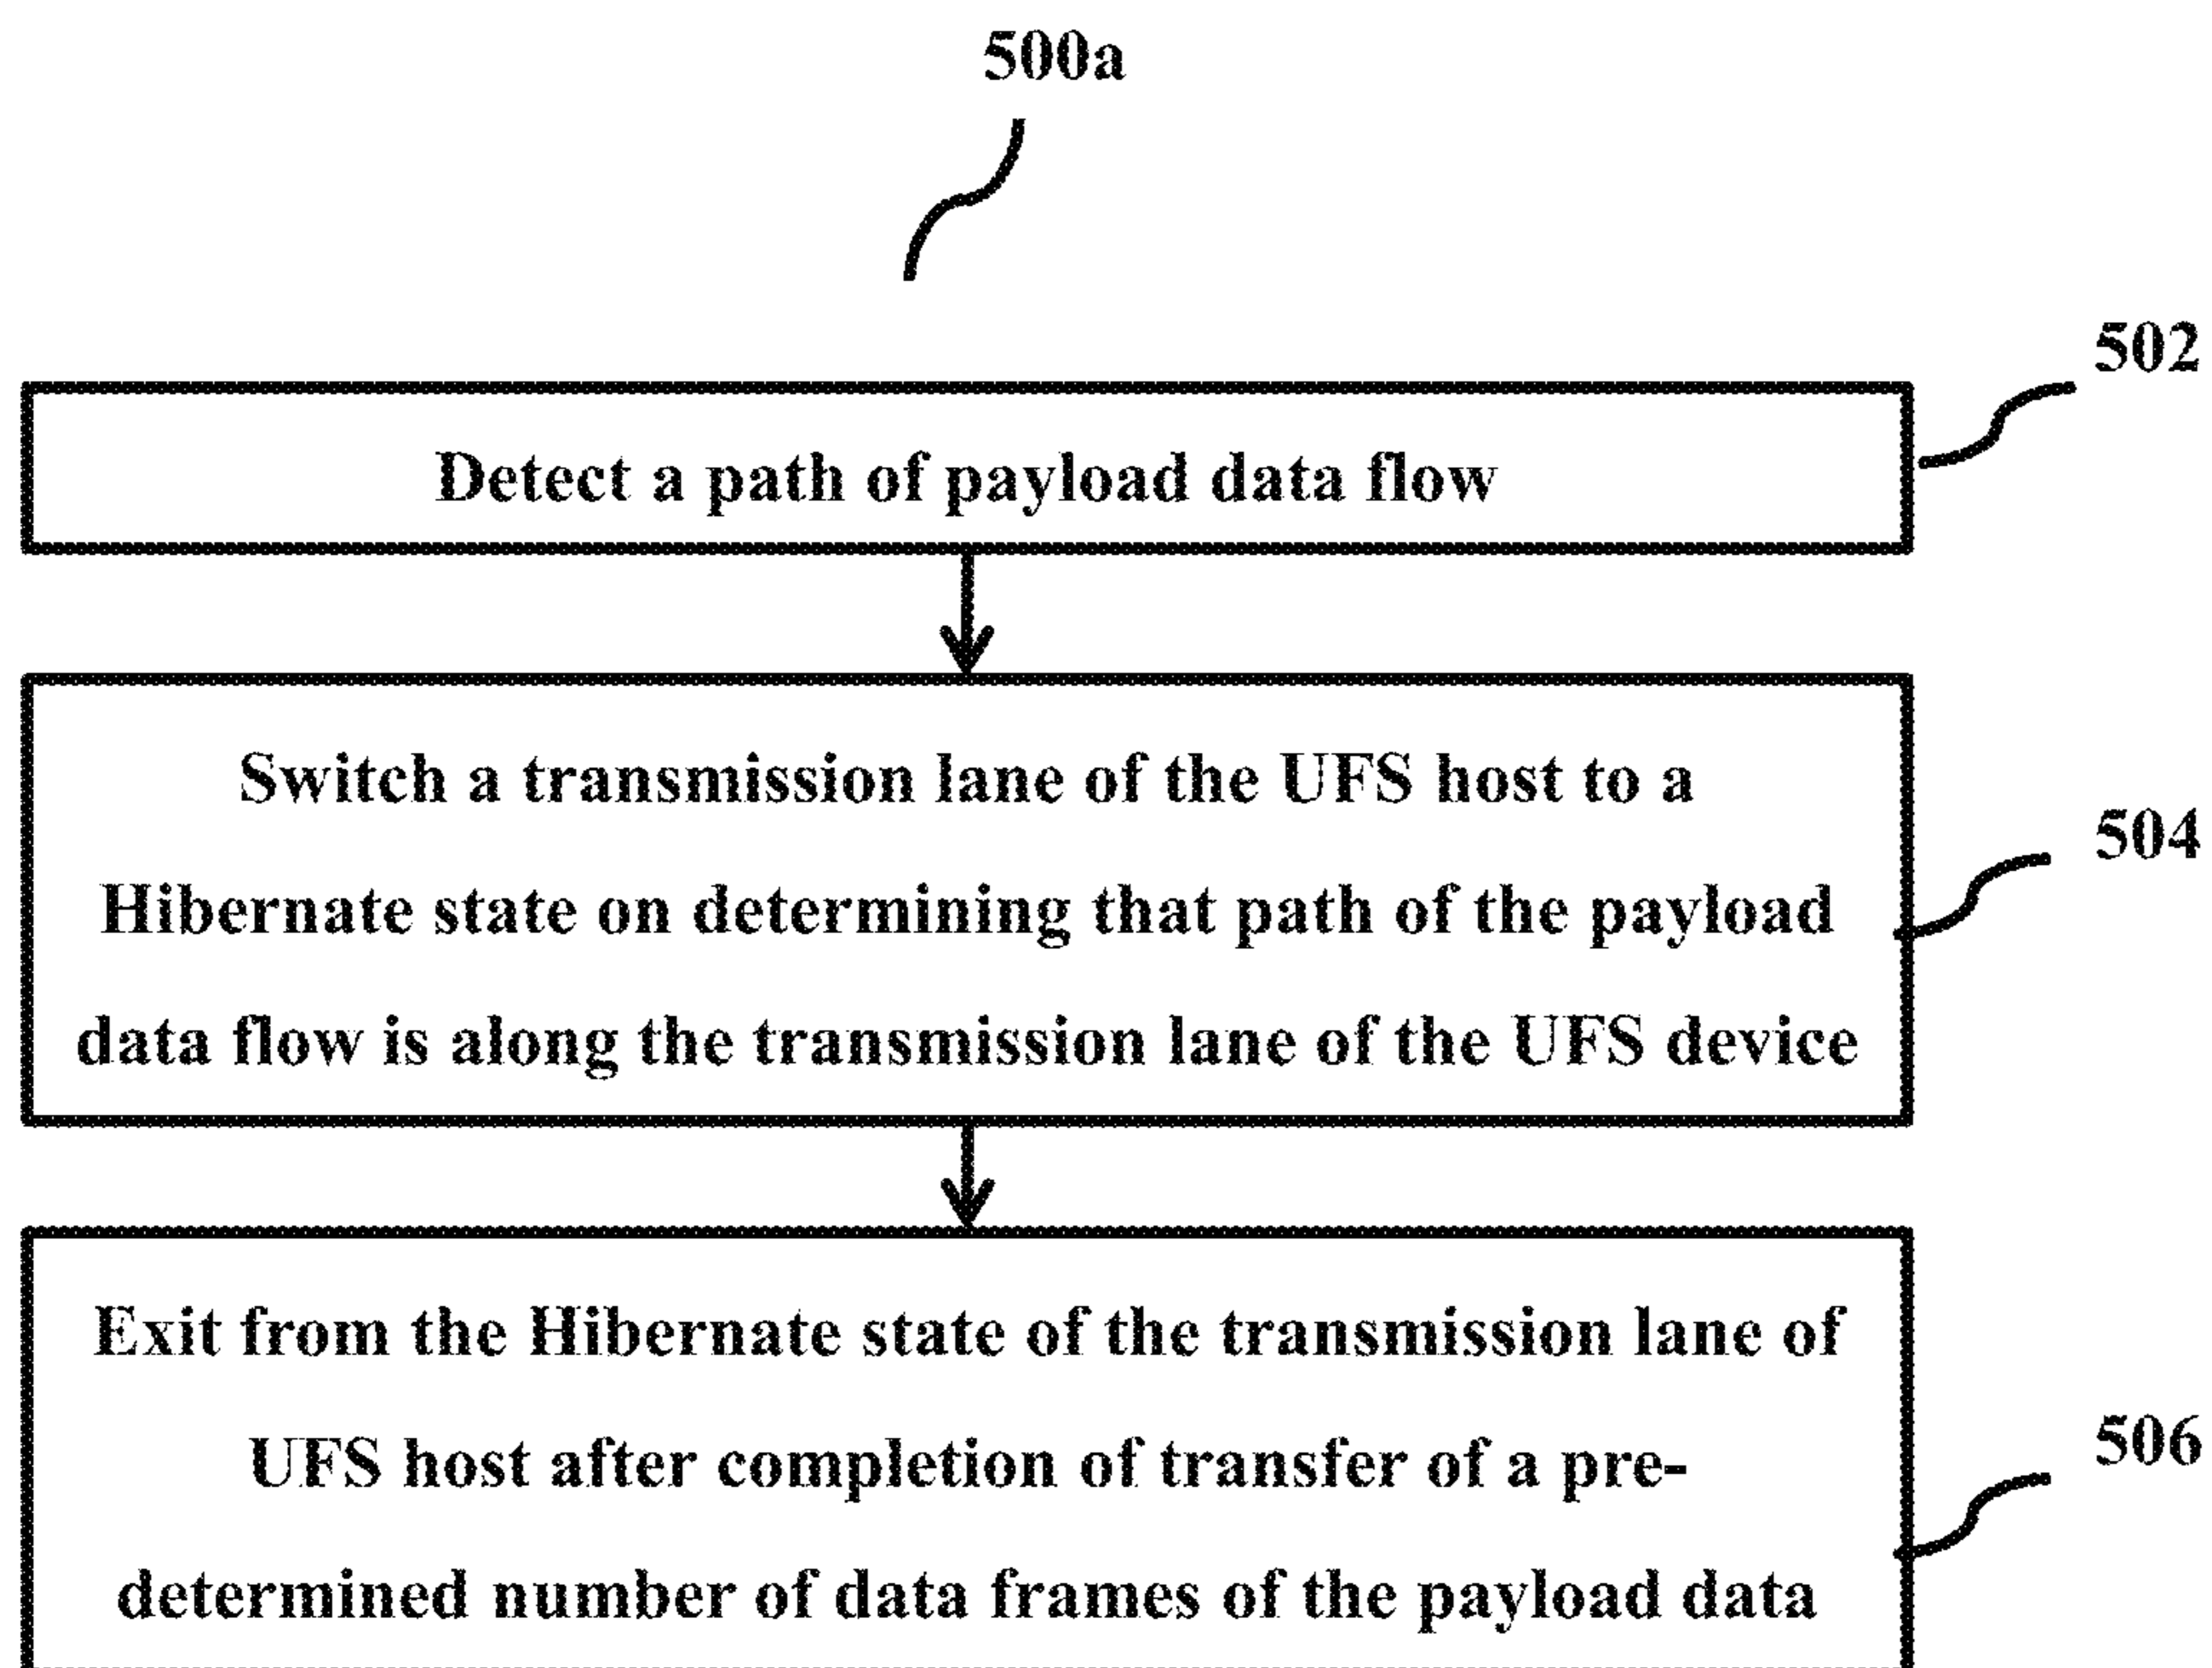 500a
502
Detect a path of payload data flow
Switch a transmission lane of the UFS host to a
504
Hibernate state on determining that path of the payload
data flow is along the transmission lane of the UFS device
Exit from the Hibernate state of the transmission lane of
506
UFS host after completion of transfer of a pre-
determined number of data frames of the payload data